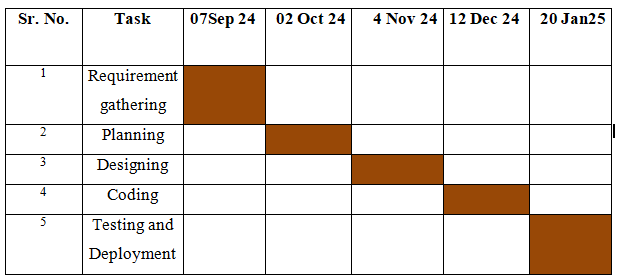 Sr. No. Task 07Sep 24 02 Oct 24 4 Nov 24 12 Dec 24 20 Jan25
1 Requirement
gathering
2 Planning
3 Designing
4 Coding
5 Testing and
Deployment